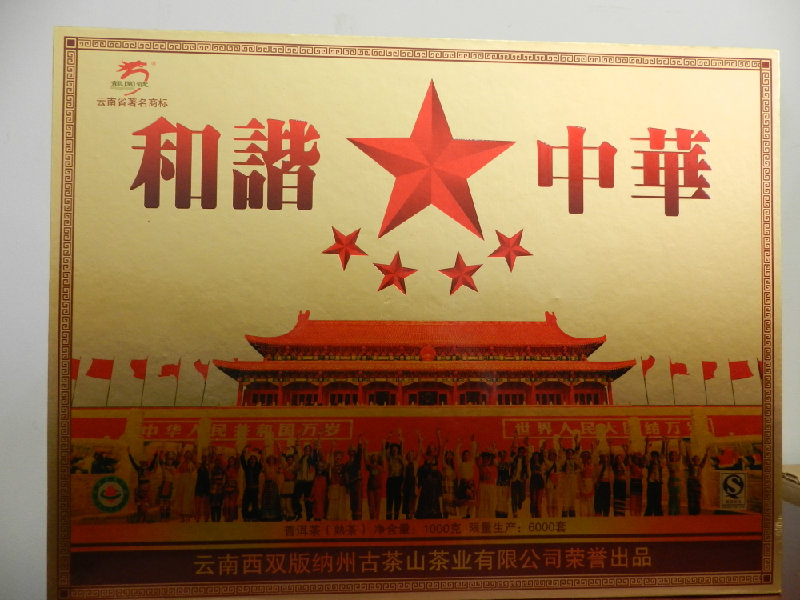 龍園號
云南省著名商标
和諧 中華
中华人民共和国万岁 世界人民大团结万岁
普洱茶(熟茶) 净含量:1000克 限量生产:6000套
云南西双版纳州古茶山茶业有限公司荣誉出品